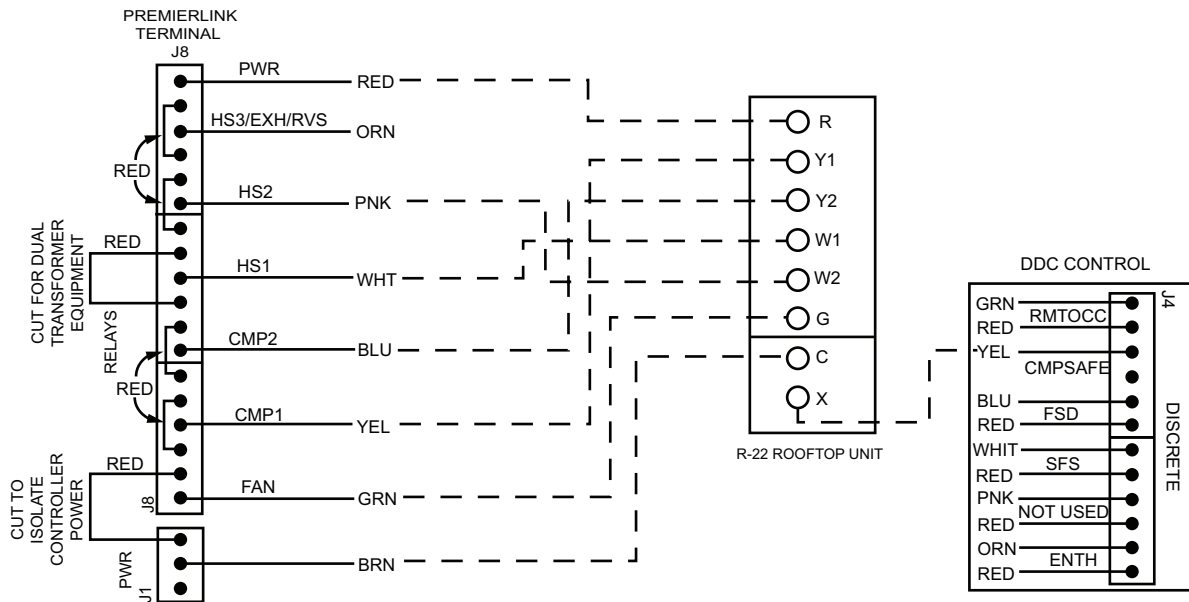 PREMIERLINK
TERMINAL
J8
PWR
RED
HS3/EXH/RVS
ORN
RED
HS2
PNK
RED
HS1
WHT
CUT FOR DUAL
TRANSFORMER
EQUIPMENT
RELAYS
CMP2
BLU
RED
CMP1
YEL
RED
FAN
GRN
J8
CUT TO
ISOLATE
CONTROLLER
POWER
BRN
PWR
J1
R
Y1
Y2
W1
W2
G
C
X
R-22 ROOFTOP UNIT
DDC CONTROL
J4
GRN
RED
RMTOCC
YEL
CMPSAFE
BLU
RED
FSD
WHIT
RED
SFS
PNK
RED
NOT USED
ORN
RED
ENTH
DISCRETE